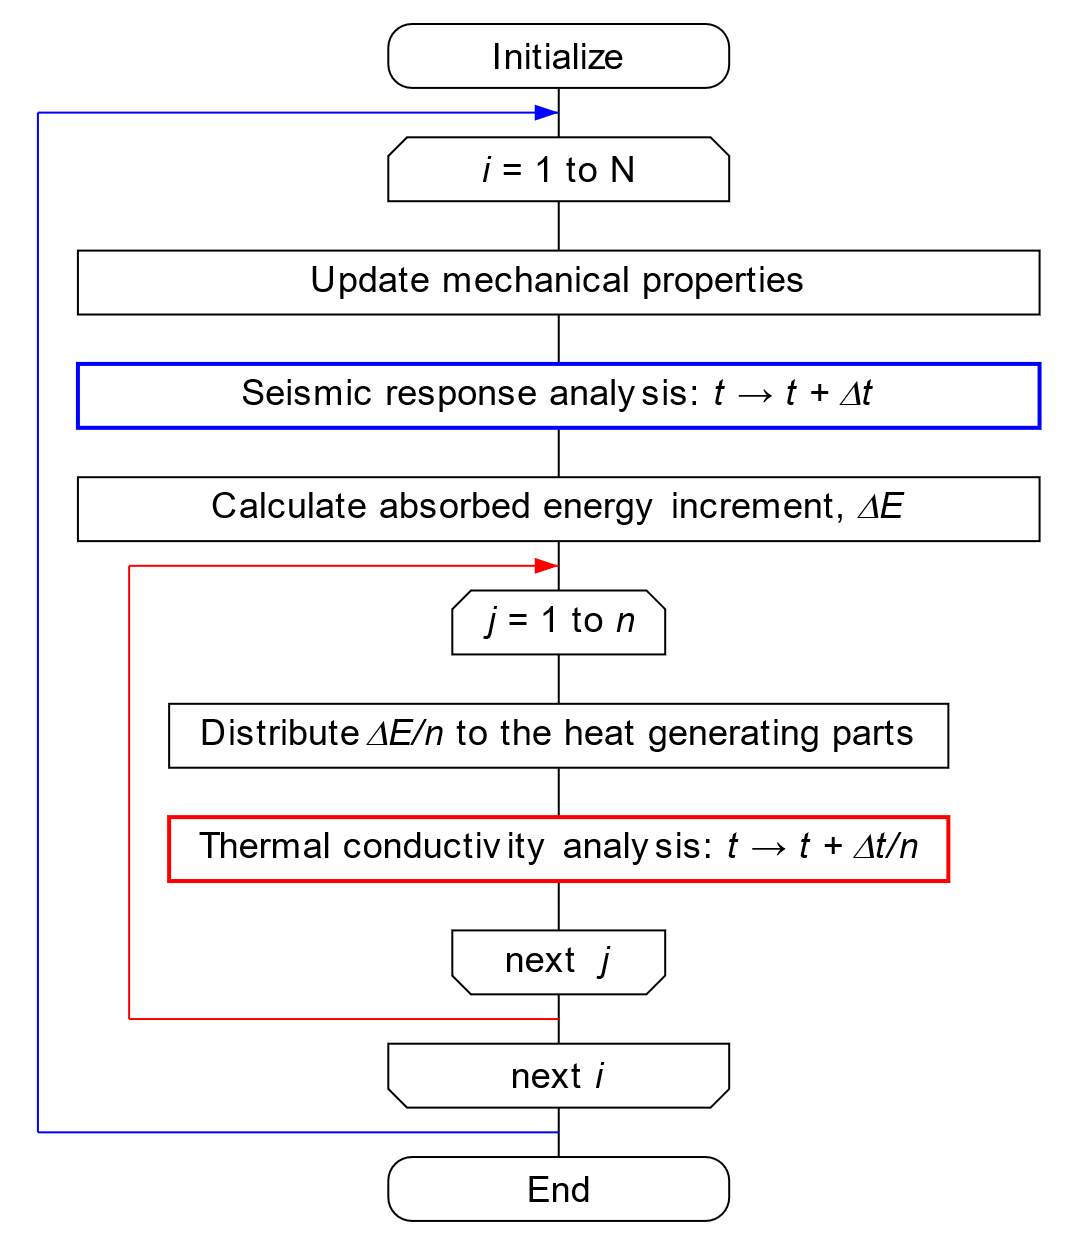 Initialize
i = 1 to N
Update mechanical properties
Seismic response analysis: t → t + Δt
Calculate absorbed energy increment, ΔE
j = 1 to n
Distribute ΔE/n to the heat generating parts
Thermal conductivity analysis: t → t + Δt/n
next j
next i
End